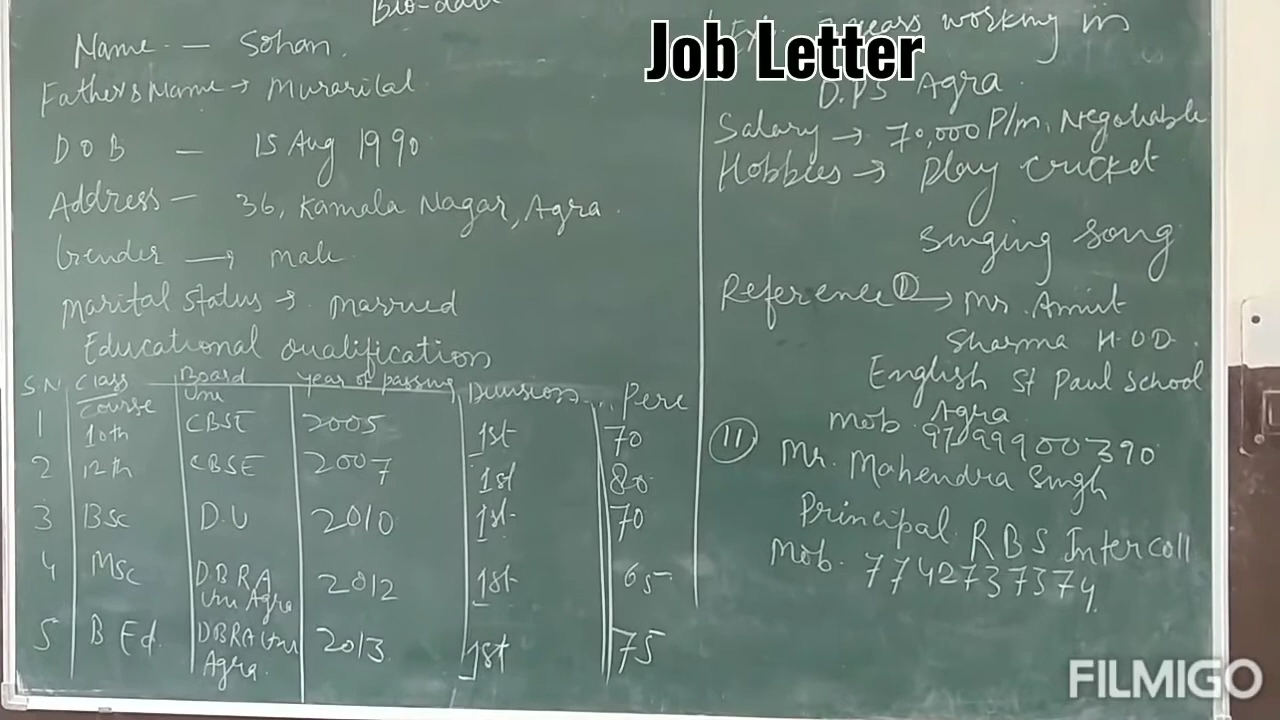 Bio-data
Name - Sohan.
Father's Name → Murarilal
D O B - 15 Aug 1990
Address - 36, Kamala Nagar, Agra.
Gender → male
Marital Status → Married
Educational Qualification
S.N Class Course Board Uni Year of passing Division Perc
1 10th CBSE 2005 1st 70
2 12th CBSE 2007 1st 80
3 BSc D.U 2010 1st 70
4 MSc DBRA Uni Agra 2012 1st 65
5 B Ed. DBRA Uni Agra. 2013 1st 75
Job Letter
years working in
D.P.S Agra
Salary → 70,000 P/m. Negotiable
Hobbies → Play cricket
Singing song
Reference (I) → Mr. Amit
Sharma H.O.D.
English St Paul School
Agra
Mob. 9799900390
(II) Mr. Mahendra Singh
Principal RBS Intercoll
Mob. 7742737374
FILMIGO